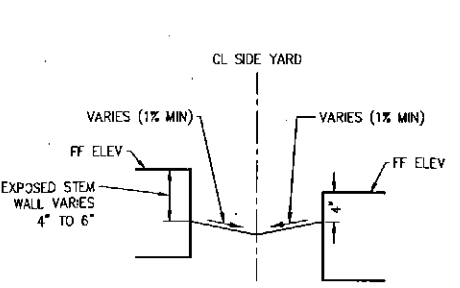 CL SIDE YARD
VARIES (1% MIN)
VARIES (1% MIN)
FF ELEV
FF ELEV
EXPOSED STEM
WALL VARIES
4" TO 6"
4"